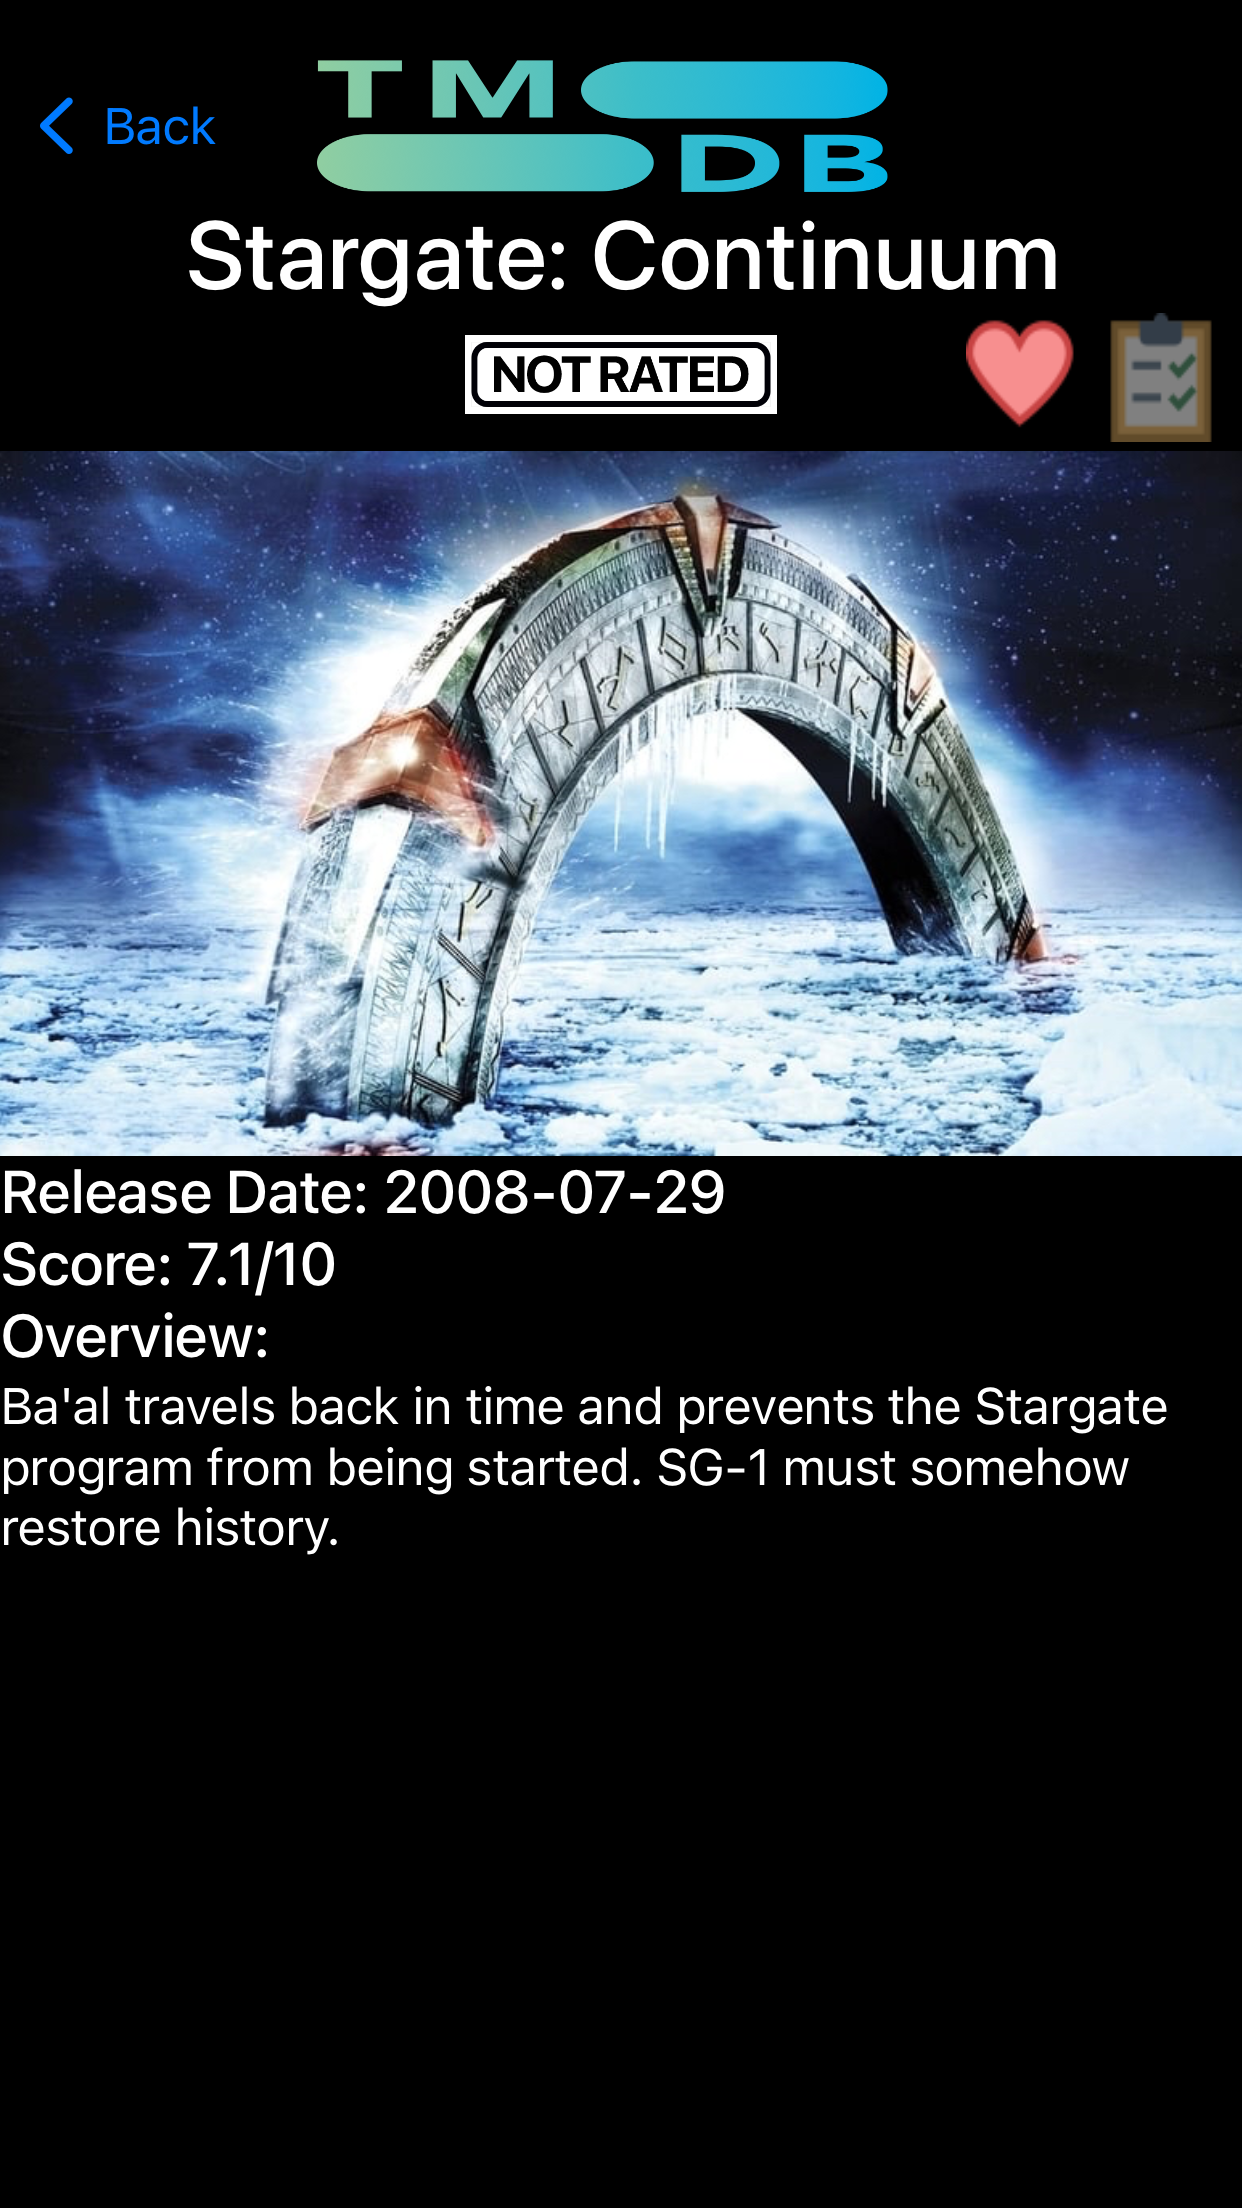 TM
Back
DB
Stargate: Continuum
NOT RATED
Release Date: 2008-07-29
Score: 7.1/10
Overview:
Ba'al travels back in time and prevents the Stargate
program from being started. SG-1 must somehow
restore history.